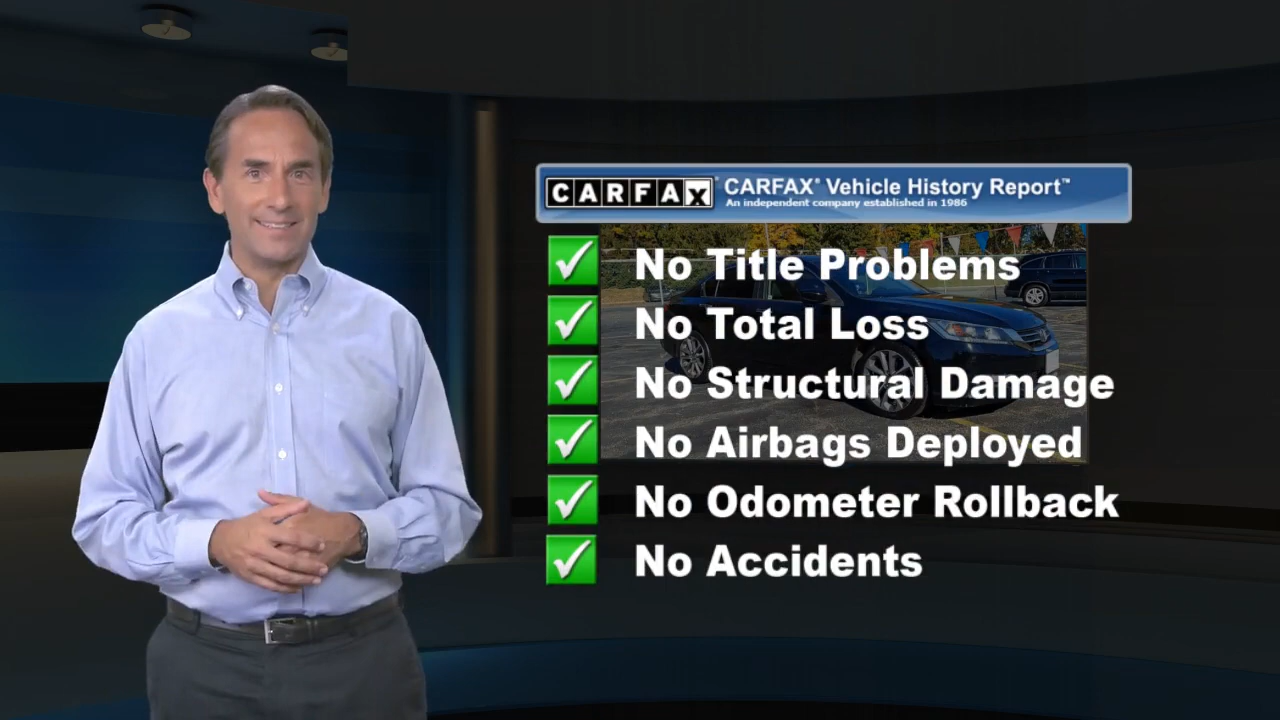 CARFAX® CARFAX® Vehicle History Report™
An independent company established in 1986
No Title Problems
No Total Loss
No Structural Damage
No Airbags Deployed
No Odometer Rollback
No Accidents